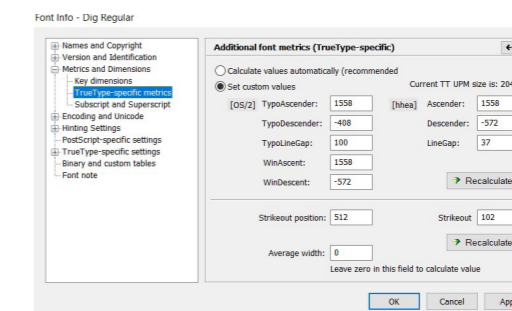 Font Info - Dig Regular
Names and Copyright
Version and Identification
Metrics and Dimensions
Key dimensions
TrueType-specific metrics
Subscript and Superscript
Encoding and Unicode
Hinting Settings
PostScript-specific settings
TrueType-specific settings
Binary and custom tables
Font note
Additional font metrics (TrueType-specific)
Calculate values automatically (recommended
Set custom values
Current TT UPM size is: 204
[OS/2] TypoAscender: 1558 [hhea] Ascender: 1558
TypoDescender: -408 Descender: -572
TypoLineGap: 100 LineGap: 37
WinAscent: 1558
WinDescent: -572 Recalculate
Strikeout position: 512 Strikeout 102
Recalculate
Average width: 0
Leave zero in this field to calculate value
OK Cancel App